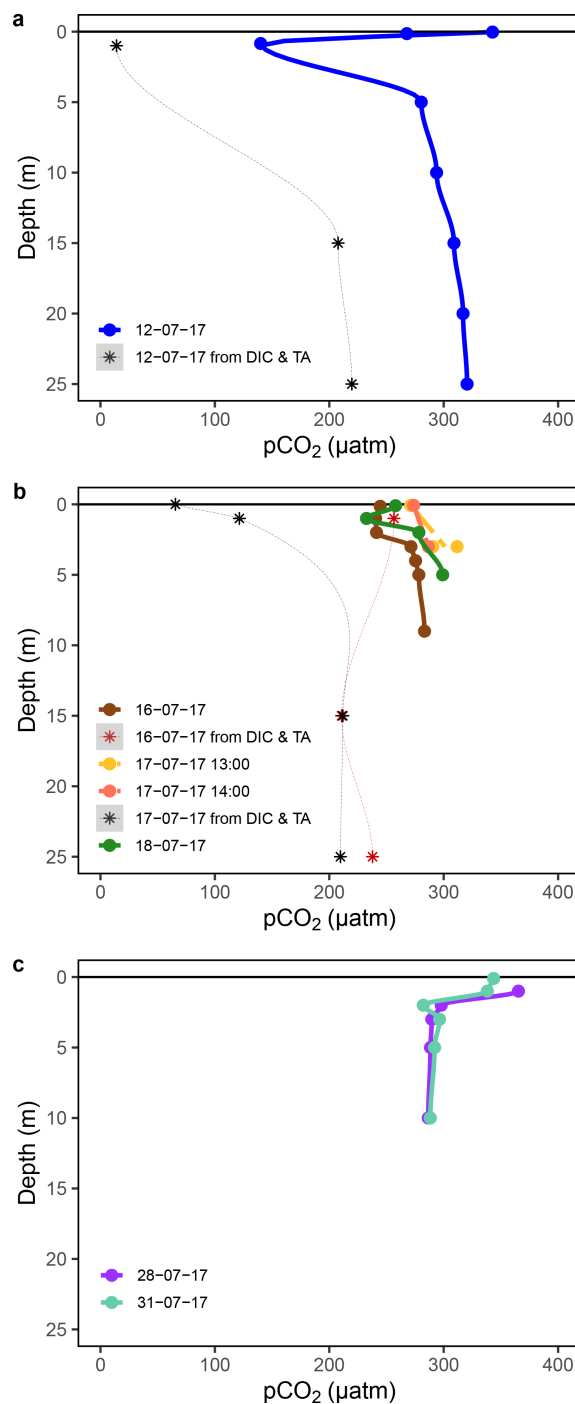 a
0
5
10
15
20
25
Depth (m)
12−07−17
12−07−17 from DIC & TA
0 100 200 300 400
pCO₂ (µatm)
b
0
5
10
15
20
25
Depth (m)
16−07−17
16−07−17 from DIC & TA
17−07−17 13:00
17−07−17 14:00
17−07−17 from DIC & TA
18−07−17
0 100 200 300 400
pCO₂ (µatm)
c
0
5
10
15
20
25
Depth (m)
28−07−17
31−07−17
0 100 200 300 400
pCO₂ (µatm)